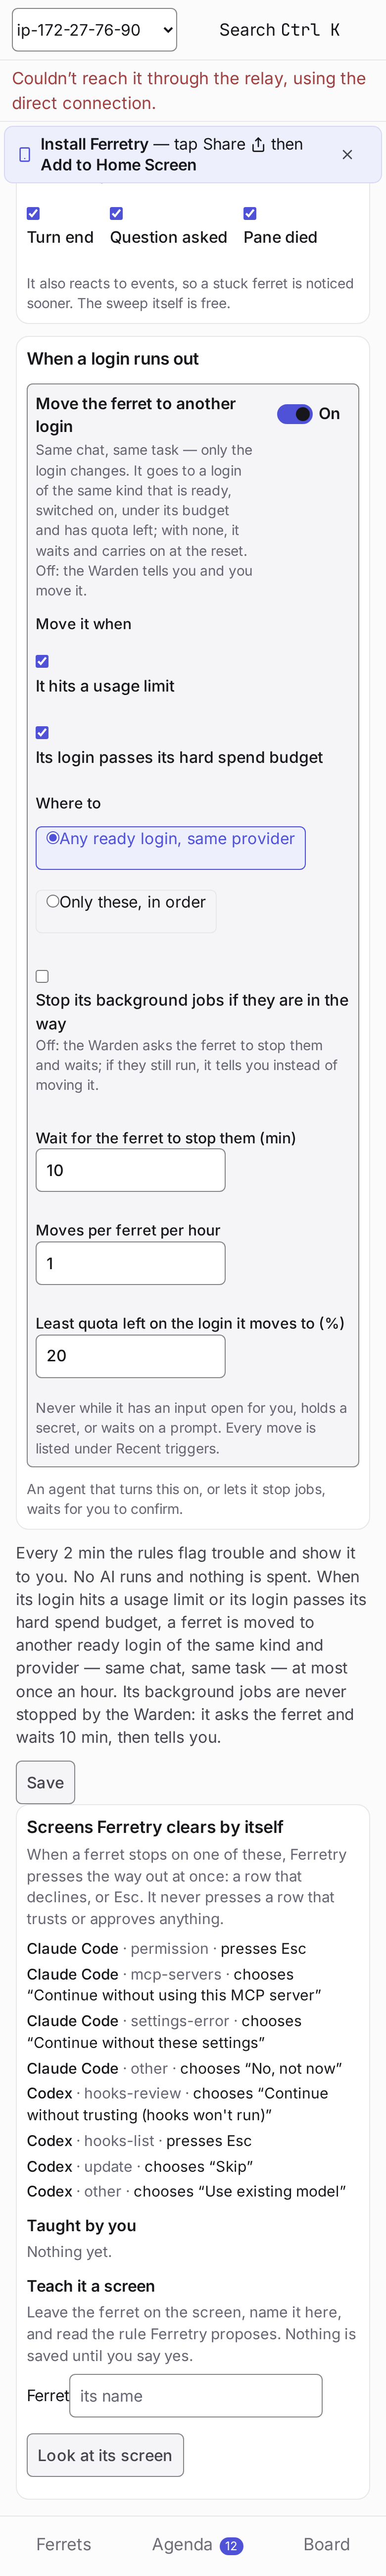 ip-172-27-76-90
Search Ctrl K
Couldn’t reach it through the relay, using the
direct connection.
Install Ferretry — tap Share then
Add to Home Screen
Turn end Question asked Pane died
It also reacts to events, so a stuck ferret is noticed
sooner. The sweep itself is free.
When a login runs out
Move the ferret to another
login
On
Same chat, same task — only the
login changes. It goes to a login
of the same kind that is ready,
switched on, under its budget
and has quota left; with none, it
waits and carries on at the reset.
Off: the Warden tells you and you
move it.
Move it when
It hits a usage limit
Its login passes its hard spend budget
Where to
Any ready login, same provider
Only these, in order
Stop its background jobs if they are in the
way
Off: the Warden asks the ferret to stop them
and waits; if they still run, it tells you instead of
moving it.
Wait for the ferret to stop them (min)
10
Moves per ferret per hour
1
Least quota left on the login it moves to (%)
20
Never while it has an input open for you, holds a
secret, or waits on a prompt. Every move is
listed under Recent triggers.
An agent that turns this on, or lets it stop jobs,
waits for you to confirm.
Every 2 min the rules flag trouble and show it
to you. No AI runs and nothing is spent. When
its login hits a usage limit or its login passes its
hard spend budget, a ferret is moved to
another ready login of the same kind and
provider — same chat, same task — at most
once an hour. Its background jobs are never
stopped by the Warden: it asks the ferret and
waits 10 min, then tells you.
Save
Screens Ferretry clears by itself
When a ferret stops on one of these, Ferretry
presses the way out at once: a row that
declines, or Esc. It never presses a row that
trusts or approves anything.
Claude Code · permission · presses Esc
Claude Code · mcp-servers · chooses
“Continue without using this MCP server”
Claude Code · settings-error · chooses
“Continue without these settings”
Claude Code · other · chooses “No, not now”
Codex · hooks-review · chooses “Continue
without trusting (hooks won't run)”
Codex · hooks-list · presses Esc
Codex · update · chooses “Skip”
Codex · other · chooses “Use existing model”
Taught by you
Nothing yet.
Teach it a screen
Leave the ferret on the screen, name it here,
and read the rule Ferretry proposes. Nothing is
saved until you say yes.
Ferret its name
Look at its screen
Ferrets Agenda 12 Board